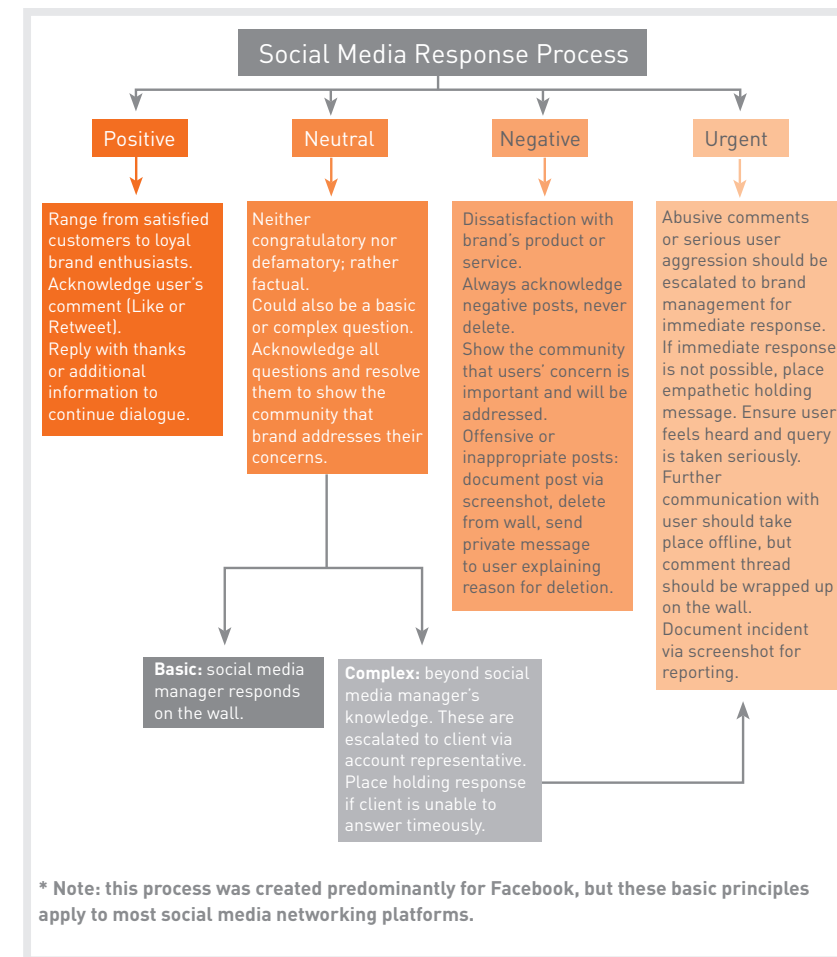 Social Media Response Process
Positive
Neutral
Negative
Urgent
Range from satisfied
customers to loyal
brand enthusiasts.
Acknowledge user's
comment (Like or
Retweet).
Reply with thanks
or additional
information to
continue dialogue.
Neither
congratulatory nor
defamatory; rather
factual.
Could also be a basic
or complex question.
Acknowledge all
questions and resolve
them to show the
community that
brand addresses their
concerns.
Dissatisfaction with
brand's product or
service.
Always acknowledge
negative posts, never
delete.
Show the community
that users' concern is
important and will be
addressed.
Offensive or
inappropriate posts:
document post via
screenshot, delete
from wall, send
private message
to user explaining
reason for deletion.
Abusive comments
or serious user
aggression should be
escalated to brand
management for
immediate response.
If immediate response
is not possible, place
empathetic holding
message. Ensure user
feels heard and query
is taken seriously.
Further
communication with
user should take
place offline, but
comment thread
should be wrapped up
on the wall.
Document incident
via screenshot for
reporting.
Basic: social media
manager responds
on the wall.
Complex: beyond social
media manager's
knowledge. These are
escalated to client via
account representative.
Place holding response
if client is unable to
answer timeously.
* Note: this process was created predominantly for Facebook, but these basic principles
apply to most social media networking platforms.